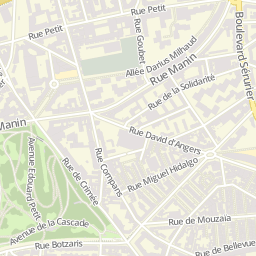 Rue Petit
Rue Petit
Rue Goubet
Boulevard Sérurier
Allée Darius Milhaud
Rue Manin
Rue de la Solidarité
Manin
Rue David d'Angers
Avenue Edouard Petit
Rue de Crimée
Rue Compans
Rue Miguel Hidalgo
Avenue de la Cascade
Rue de Mouzaïa
Rue Botzaris
Rue de Bellevue